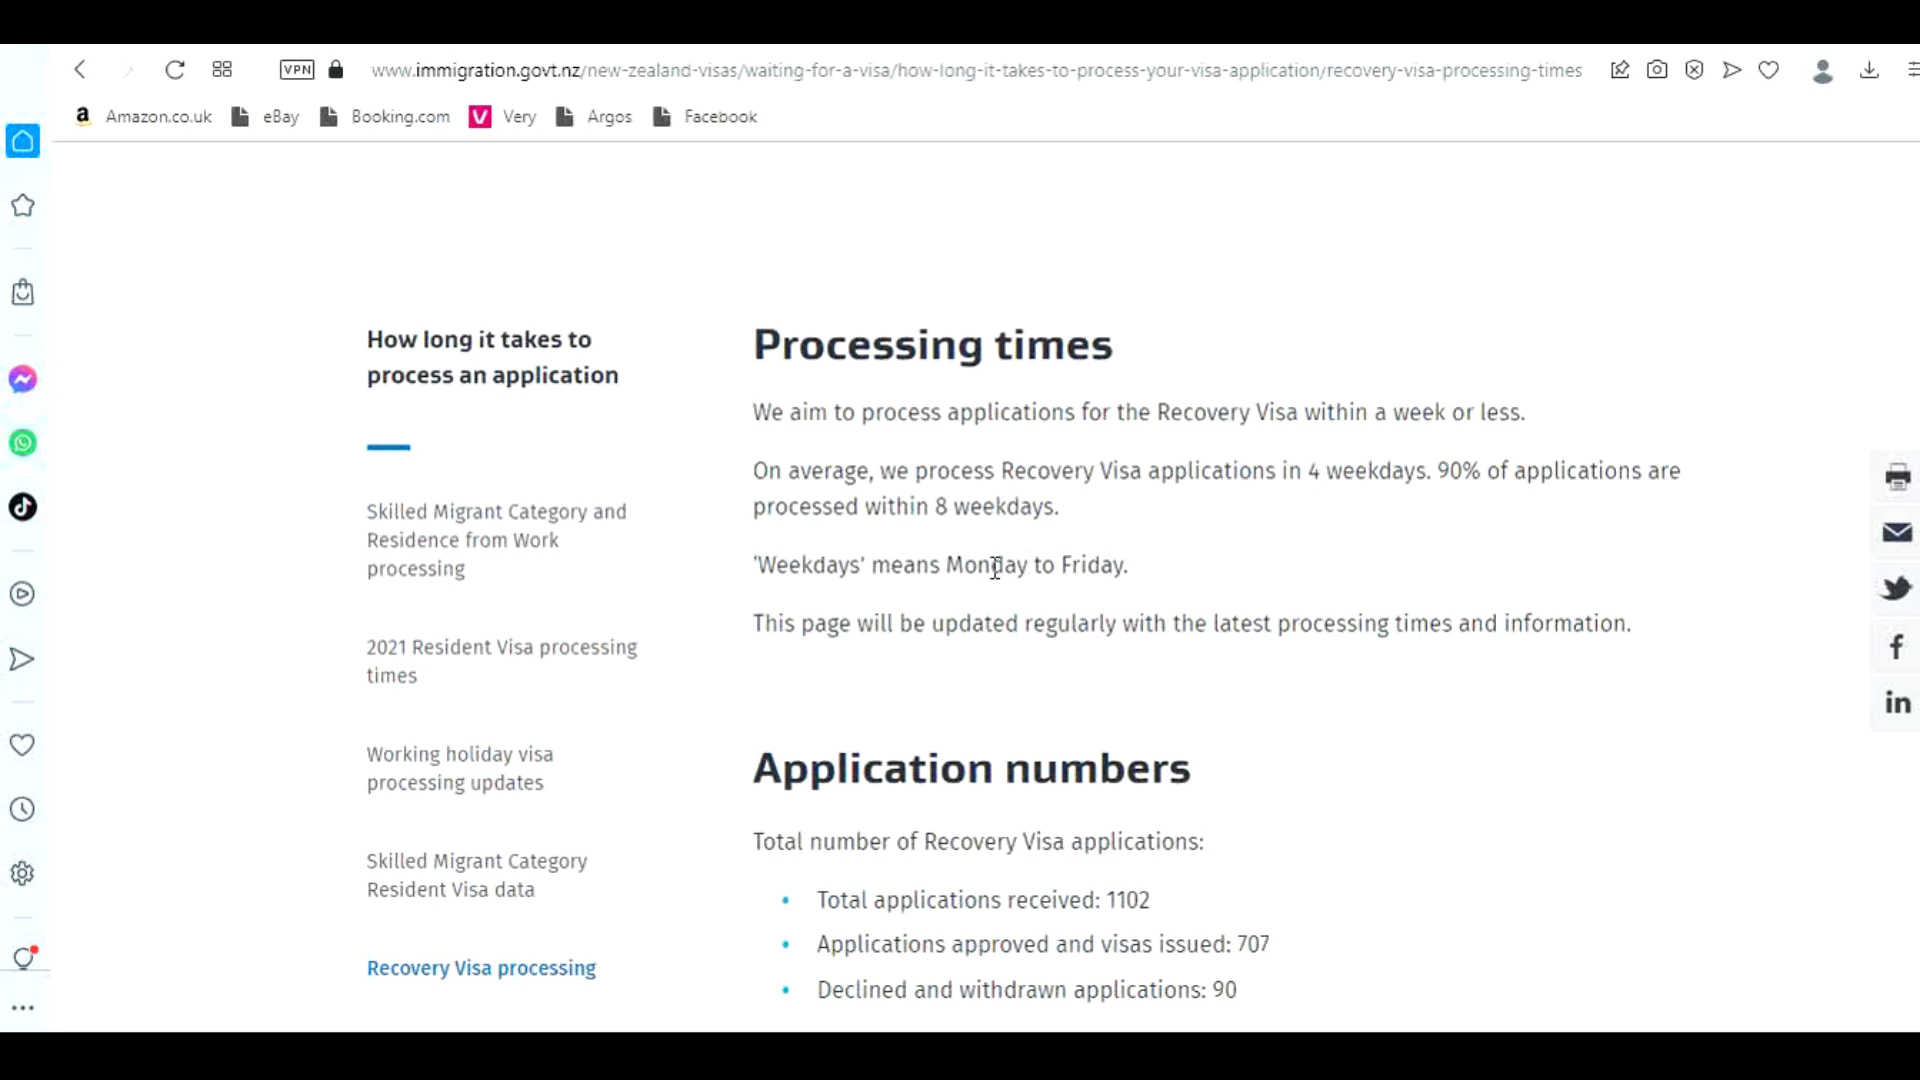 VPN
www.immigration.govt.nz/new-zealand-visas/waiting-for-a-visa/how-long-it-takes-to-process-your-visa-application/recovery-visa-processing-times
Amazon.co.uk eBay Booking.com Very Argos Facebook
How long it takes to
process an application
Skilled Migrant Category and
Residence from Work
processing
2021 Resident Visa processing
times
Working holiday visa
processing updates
Skilled Migrant Category
Resident Visa data
Recovery Visa processing
Processing times
We aim to process applications for the Recovery Visa within a week or less.
On average, we process Recovery Visa applications in 4 weekdays. 90% of applications are
processed within 8 weekdays.
‘Weekdays’ means Monday to Friday.
This page will be updated regularly with the latest processing times and information.
Application numbers
Total number of Recovery Visa applications:
• Total applications received: 1102
• Applications approved and visas issued: 707
• Declined and withdrawn applications: 90